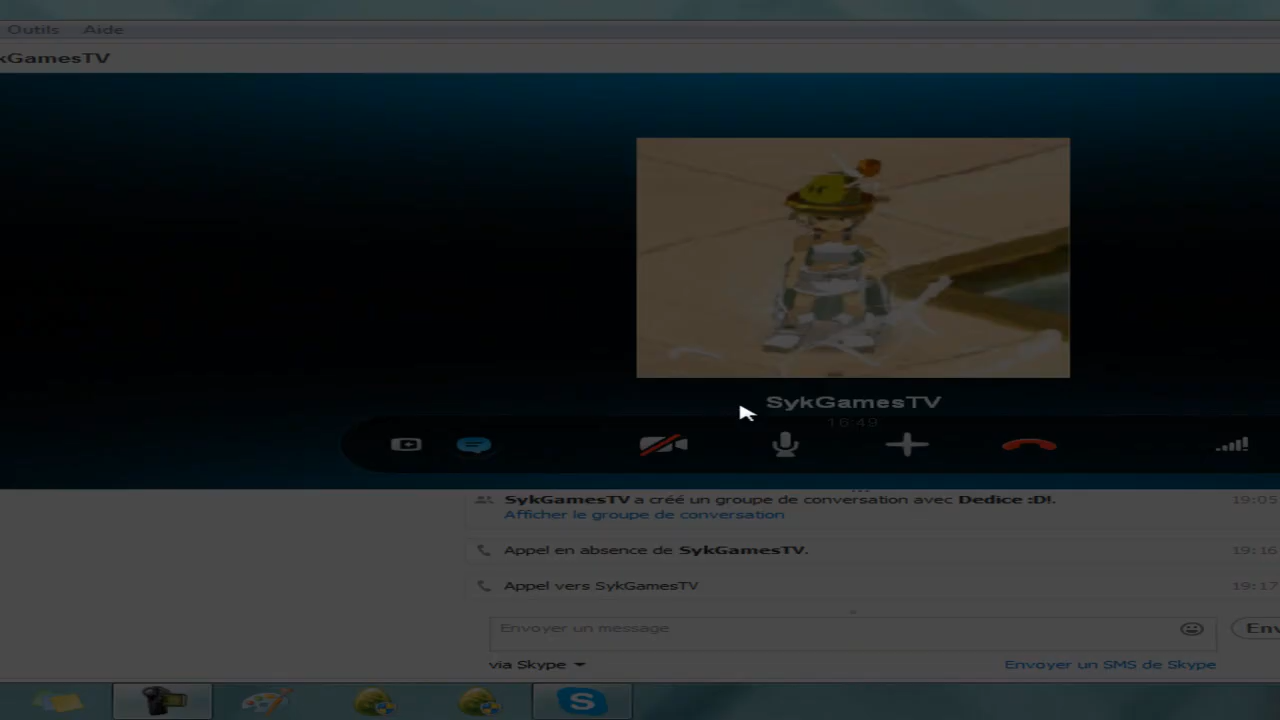 Outils Aide
kGamesTV
SykGamesTV
16:49
SykGamesTV a créé un groupe de conversation avec Dedice :D!. 19:05
Afficher le groupe de conversation
Appel en absence de SykGamesTV. 19:16
Appel vers SykGamesTV 19:17
Envoyer un message
Env
via Skype
Envoyer un SMS de Skype
S